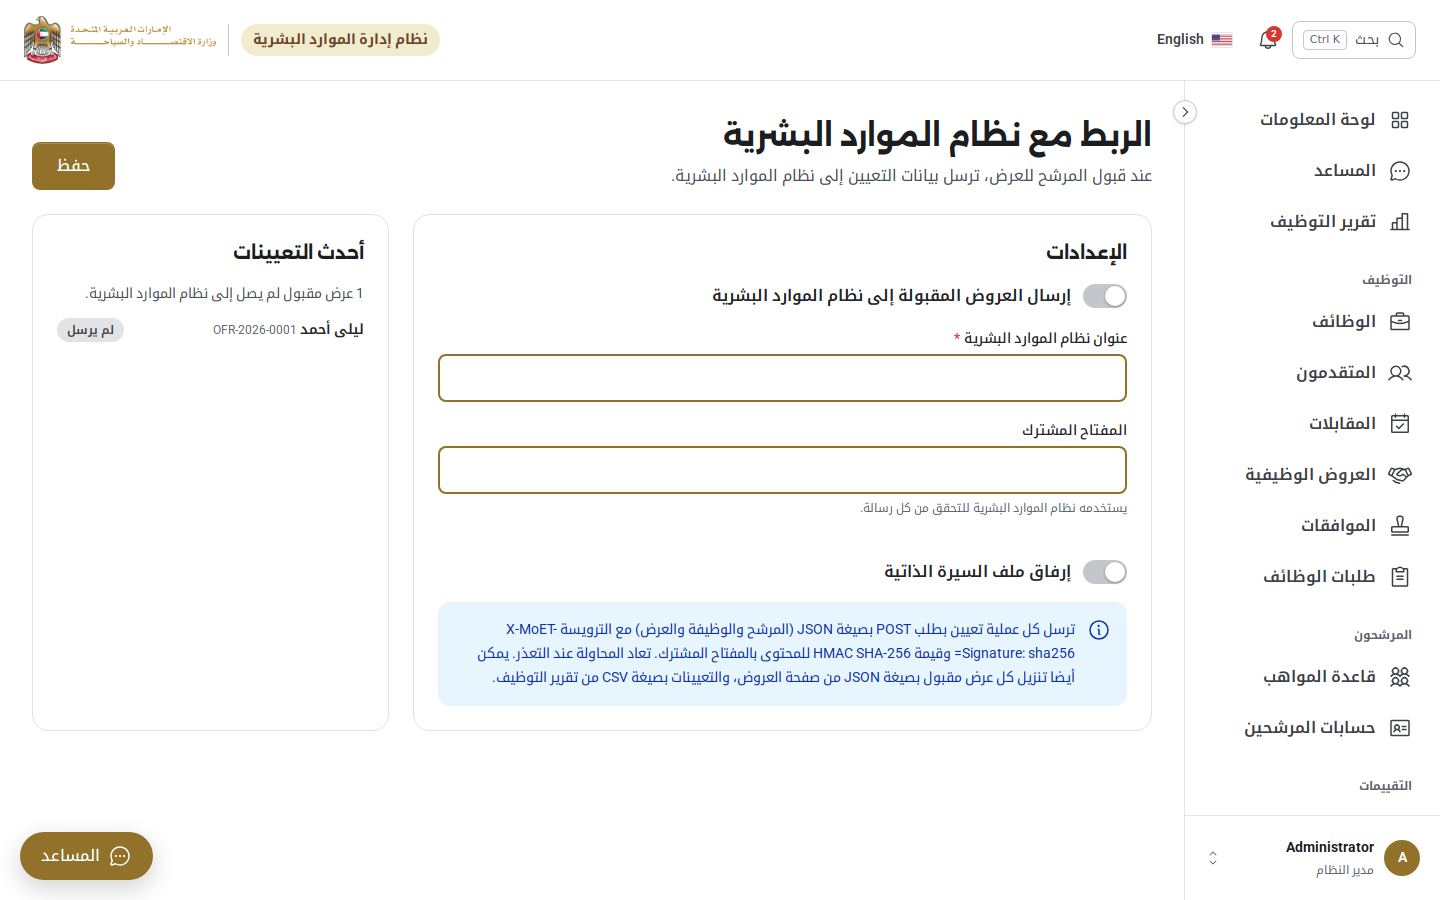 الإمارات العربية المتحدة
وزارة الاقتصاد والسياحة
نظام إدارة الموارد البشرية
English
2
بحث
Ctrl K
لوحة المعلومات
المساعد
تقرير التوظيف
التوظيف
الوظائف
المتقدمون
المقابلات
العروض الوظيفية
الموافقات
طلبات الوظائف
المرشحون
قاعدة المواهب
حسابات المرشحين
التقييمات
A
Administrator
مدير النظام
الربط مع نظام الموارد البشرية
عند قبول المرشح للعرض، ترسل بيانات التعيين إلى نظام الموارد البشرية.
حفظ
الإعدادات
إرسال العروض المقبولة إلى نظام الموارد البشرية
عنوان نظام الموارد البشرية *
المفتاح المشترك
يستخدمه نظام الموارد البشرية للتحقق من كل رسالة.
إرفاق ملف السيرة الذاتية
ترسل كل عملية تعيين بطلب POST بصيغة JSON (المرشح والوظيفة والعرض) مع الترويسة X-MoET-
Signature: sha256= وقيمة HMAC SHA-256 للمحتوى بالمفتاح المشترك. تعاد المحاولة عند التعذر. يمكن
أيضا تنزيل كل عرض مقبول بصيغة JSON من صفحة العروض، والتعيينات بصيغة CSV من تقرير التوظيف.
أحدث التعيينات
1 عرض مقبول لم يصل إلى نظام الموارد البشرية.
ليلى أحمد OFR-2026-0001
لم يرسل
المساعد